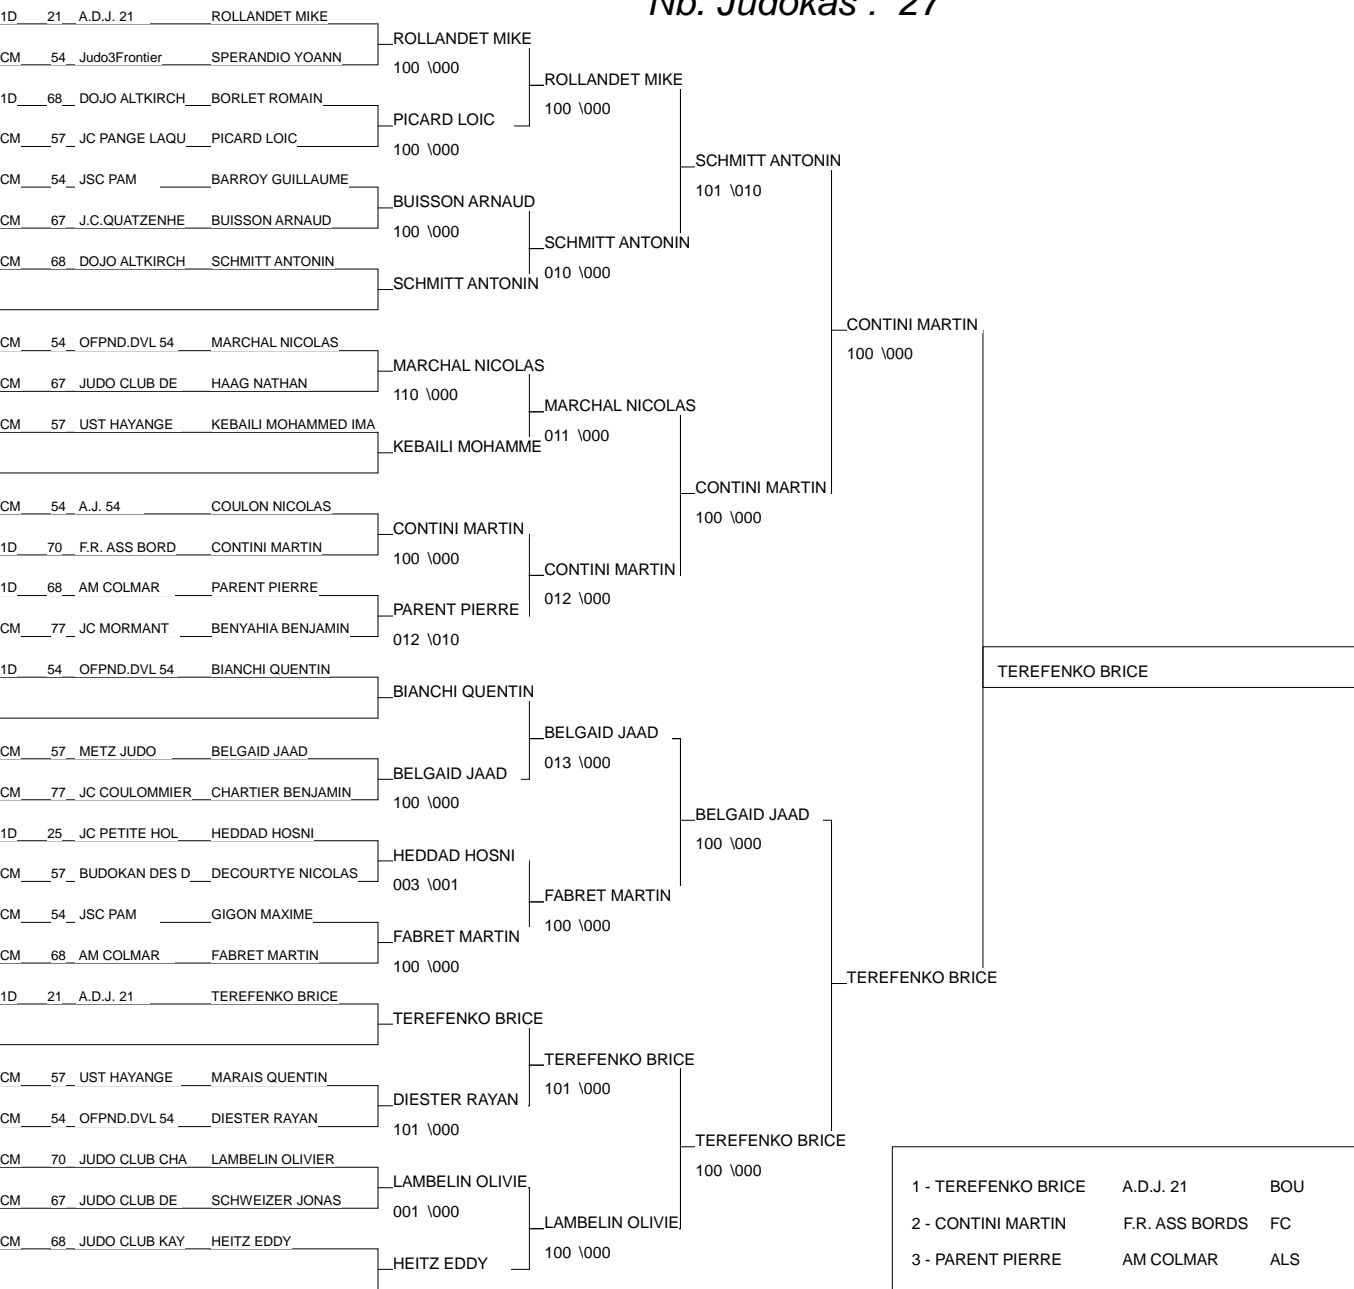 Nb. Judokas : 27
1D 21 A.D.J. 21 ROLLANDET MIKE
ROLLANDET MIKE
CM 54 Judo3Frontier SPERANDIO YOANN
100 \000
ROLLANDET MIKE
1D 68 DOJO ALTKIRCH BORLET ROMAIN
100 \000
PICARD LOIC
CM 57 JC PANGE LAQU PICARD LOIC
100 \000
SCHMITT ANTONIN
CM 54 JSC PAM BARROY GUILLAUME
101 \010
BUISSON ARNAUD
CM 67 J.C.QUATZENHE BUISSON ARNAUD
100 \000
SCHMITT ANTONIN
CM 68 DOJO ALTKIRCH SCHMITT ANTONIN
010 \000
SCHMITT ANTONIN
CONTINI MARTIN
CM 54 OFPND.DVL 54 MARCHAL NICOLAS
100 \000
MARCHAL NICOLAS
CM 67 JUDO CLUB DE HAAG NATHAN
110 \000
MARCHAL NICOLAS
CM 57 UST HAYANGE KEBAILI MOHAMMED IMA
011 \000
KEBAILI MOHAMME
CONTINI MARTIN
CM 54 A.J. 54 COULON NICOLAS
100 \000
CONTINI MARTIN
1D 70 F.R. ASS BORD CONTINI MARTIN
100 \000
CONTINI MARTIN
1D 68 AM COLMAR PARENT PIERRE
012 \000
PARENT PIERRE
CM 77 JC MORMANT BENYAHIA BENJAMIN
012 \010
1D 54 OFPND.DVL 54 BIANCHI QUENTIN
TEREFENKO BRICE
BIANCHI QUENTIN
BELGAID JAAD
CM 57 METZ JUDO BELGAID JAAD
013 \000
BELGAID JAAD
CM 77 JC COULOMMIER CHARTIER BENJAMIN
100 \000
BELGAID JAAD
1D 25 JC PETITE HOL HEDDAD HOSNI
100 \000
HEDDAD HOSNI
CM 57 BUDOKAN DES D DECOURTYE NICOLAS
003 \001
FABRET MARTIN
CM 54 JSC PAM GIGON MAXIME
100 \000
FABRET MARTIN
CM 68 AM COLMAR FABRET MARTIN
100 \000
TEREFENKO BRICE
1D 21 A.D.J. 21 TEREFENKO BRICE
TEREFENKO BRICE
TEREFENKO BRICE
CM 57 UST HAYANGE MARAIS QUENTIN
101 \000
DIESTER RAYAN
CM 54 OFPND.DVL 54 DIESTER RAYAN
101 \000
TEREFENKO BRICE
CM 70 JUDO CLUB CHA LAMBELIN OLIVIER
100 \000
LAMBELIN OLIVIE
CM 67 JUDO CLUB DE SCHWEIZER JONAS
001 \000
LAMBELIN OLIVIE
CM 68 JUDO CLUB KAY HEITZ EDDY
100 \000
HEITZ EDDY
1 - TEREFENKO BRICE A.D.J. 21 BOU
2 - CONTINI MARTIN F.R. ASS BORDS FC
3 - PARENT PIERRE AM COLMAR ALS